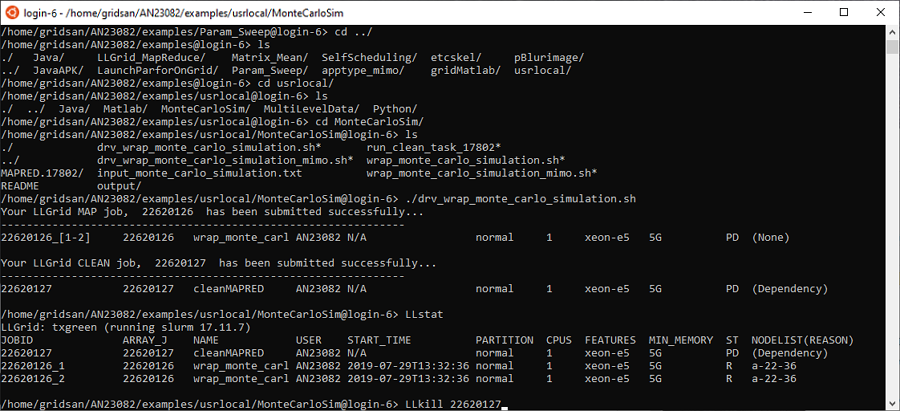 login-6 - /home/gridsan/AN23082/examples/usrlocal/MonteCarloSim
/home/gridsan/AN23082/examples/Param_Sweep@login-6> cd ../
/home/gridsan/AN23082/examples@login-6> ls
./   Java/     LLGrid_MapReduce/    Matrix_Mean/  SelfScheduling/  etcskel/     pBlurimage/
../  JavaAPK/  LaunchParforOnGrid/  Param_Sweep/  apptype_mimo/    gridMatlab/  usrlocal/
/home/gridsan/AN23082/examples@login-6> cd usrlocal/
/home/gridsan/AN23082/examples/usrlocal@login-6> ls
./  ../  Java/  Matlab/  MonteCarloSim/  MultiLevelData/  Python/
/home/gridsan/AN23082/examples/usrlocal@login-6> cd MonteCarloSim/
/home/gridsan/AN23082/examples/usrlocal/MonteCarloSim@login-6> ls
./             drv_wrap_monte_carlo_simulation.sh*       run_clean_task_17802*
../            drv_wrap_monte_carlo_simulation_mimo.sh*  wrap_monte_carlo_simulation.sh*
MAPRED.17802/  input_monte_carlo_simulation.txt          wrap_monte_carlo_simulation_mimo.sh*
README         output/
/home/gridsan/AN23082/examples/usrlocal/MonteCarloSim@login-6> ./drv_wrap_monte_carlo_simulation.sh
Your LLGrid MAP job,  22620126  has been submitted successfully...
------------------------------------------------------------
22620126_[1-2]    22620126   wrap_monte_carl AN23082 N/A                 normal     1     xeon-e5   5G          PD  (None)
Your LLGrid CLEAN job,  22620127  has been submitted successfully...
------------------------------------------------------------
22620127          22620127   cleanMAPRED     AN23082 N/A                 normal     1     xeon-e5   5G          PD  (Dependency)
/home/gridsan/AN23082/examples/usrlocal/MonteCarloSim@login-6> LLstat
LLGrid: txgreen (running slurm 17.11.7)
JOBID             ARRAY_J    NAME            USER    START_TIME          PARTITION  CPUS  FEATURES  MIN_MEMORY  ST  NODELIST(REASON)
22620127          22620127   cleanMAPRED     AN23082 N/A                 normal     1     xeon-e5   5G          PD  (Dependency)
22620126_1        22620126   wrap_monte_carl AN23082 2019-07-29T13:32:36 normal     1     xeon-e5   5G          R   a-22-36
22620126_2        22620126   wrap_monte_carl AN23082 2019-07-29T13:32:36 normal     1     xeon-e5   5G          R   a-22-36
/home/gridsan/AN23082/examples/usrlocal/MonteCarloSim@login-6> LLkill 22620127